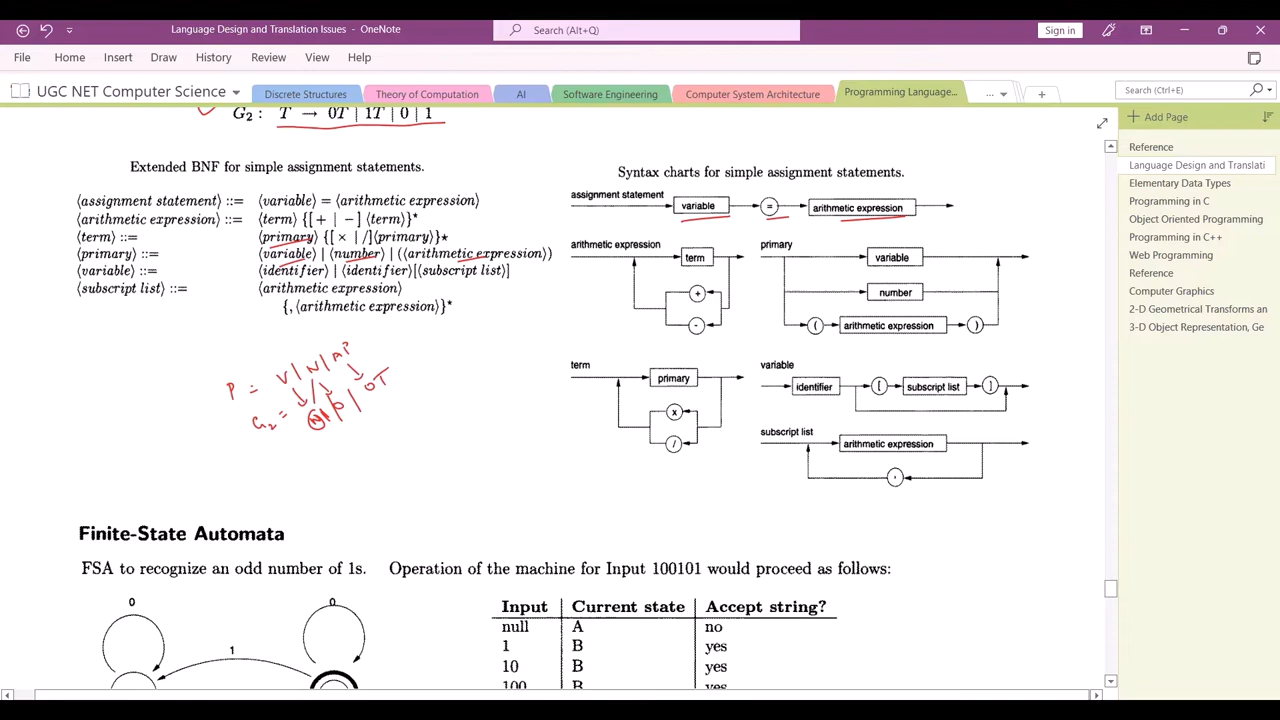 Language Design and Translation Issues - OneNote
Search (Alt+Q)
Sign in
File Home Insert Draw History Review View Help
UGC NET Computer Science
Discrete Structures
Theory of Computation
AI
Software Engineering
Computer System Architecture
Programming Language...
...
Search (Ctrl+E)
Add Page
Reference
Language Design and Translati
Elementary Data Types
Programming in C
Object Oriented Programming
Programming in C++
Web Programming
Reference
Computer Graphics
2-D Geometrical Transforms an
3-D Object Representation, Ge
G₂ : T → 0T | 1T | 0 | 1
Extended BNF for simple assignment statements.
⟨assignment statement⟩ ::= ⟨variable⟩ = ⟨arithmetic expression⟩
⟨arithmetic expression⟩ ::= ⟨term⟩ {[+ | −] ⟨term⟩}*
⟨term⟩ ::= ⟨primary⟩ {[× | /]⟨primary⟩}*
⟨primary⟩ ::= ⟨variable⟩ | ⟨number⟩ | (⟨arithmetic expression⟩)
⟨variable⟩ ::= ⟨identifier⟩ | ⟨identifier⟩[⟨subscript list⟩]
⟨subscript list⟩ ::= ⟨arithmetic expression⟩
{,⟨arithmetic expression⟩}*
P = V | N | AP
G₂ =
0T
Syntax charts for simple assignment statements.
assignment statement
variable
=
arithmetic expression
arithmetic expression
term
+
-
primary
variable
number
( arithmetic expression )
term
primary
x
/
variable
identifier [ subscript list ]
subscript list
arithmetic expression
Finite-State Automata
FSA to recognize an odd number of 1s.
0
0
1
Operation of the machine for Input 100101 would proceed as follows:
Input Current state Accept string?
null A no
1 B yes
10 B yes
100 B yes